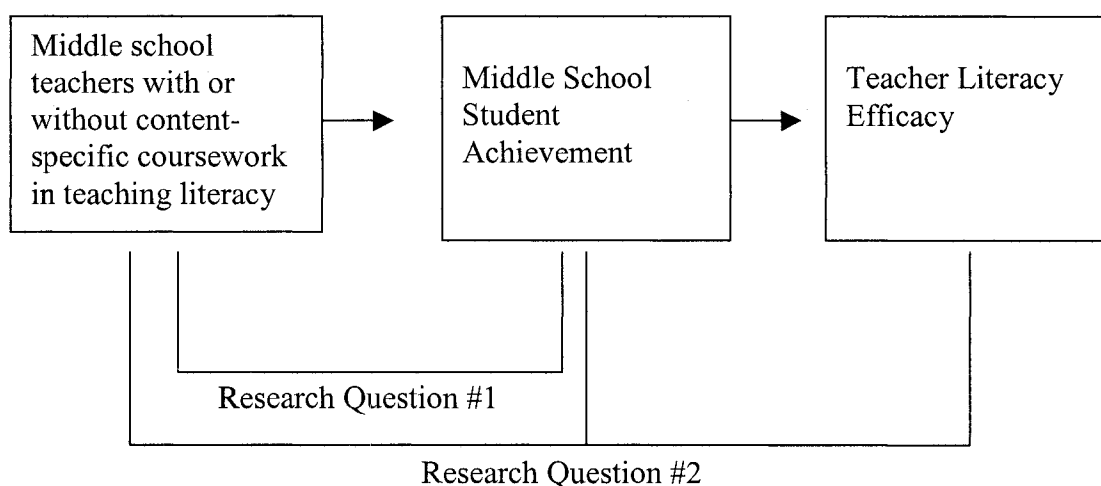 Middle school
teachers with or
without content-
specific coursework
in teaching literacy
Middle School
Student
Achievement
Teacher Literacy
Efficacy
Research Question #1
Research Question #2